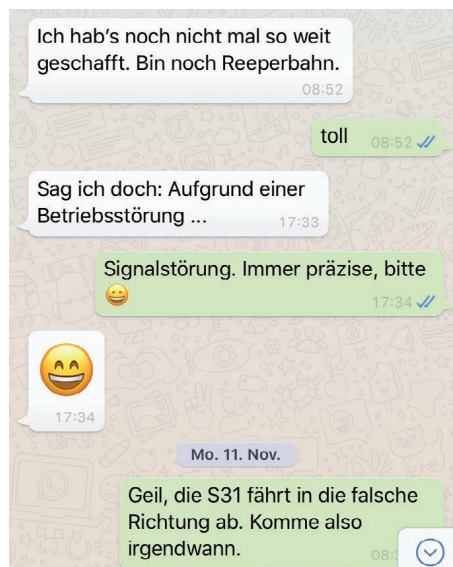 Ich hab's noch nicht mal so weit
geschafft. Bin noch Reeperbahn.
08:52
toll 08:52
Sag ich doch: Aufgrund einer
Betriebsstörung ... 17:33
Signalstörung. Immer präzise, bitte
😀
17:34
😄
17:34
Mo. 11. Nov.
Geil, die S31 fährt in die falsche
Richtung ab. Komme also
irgendwann.